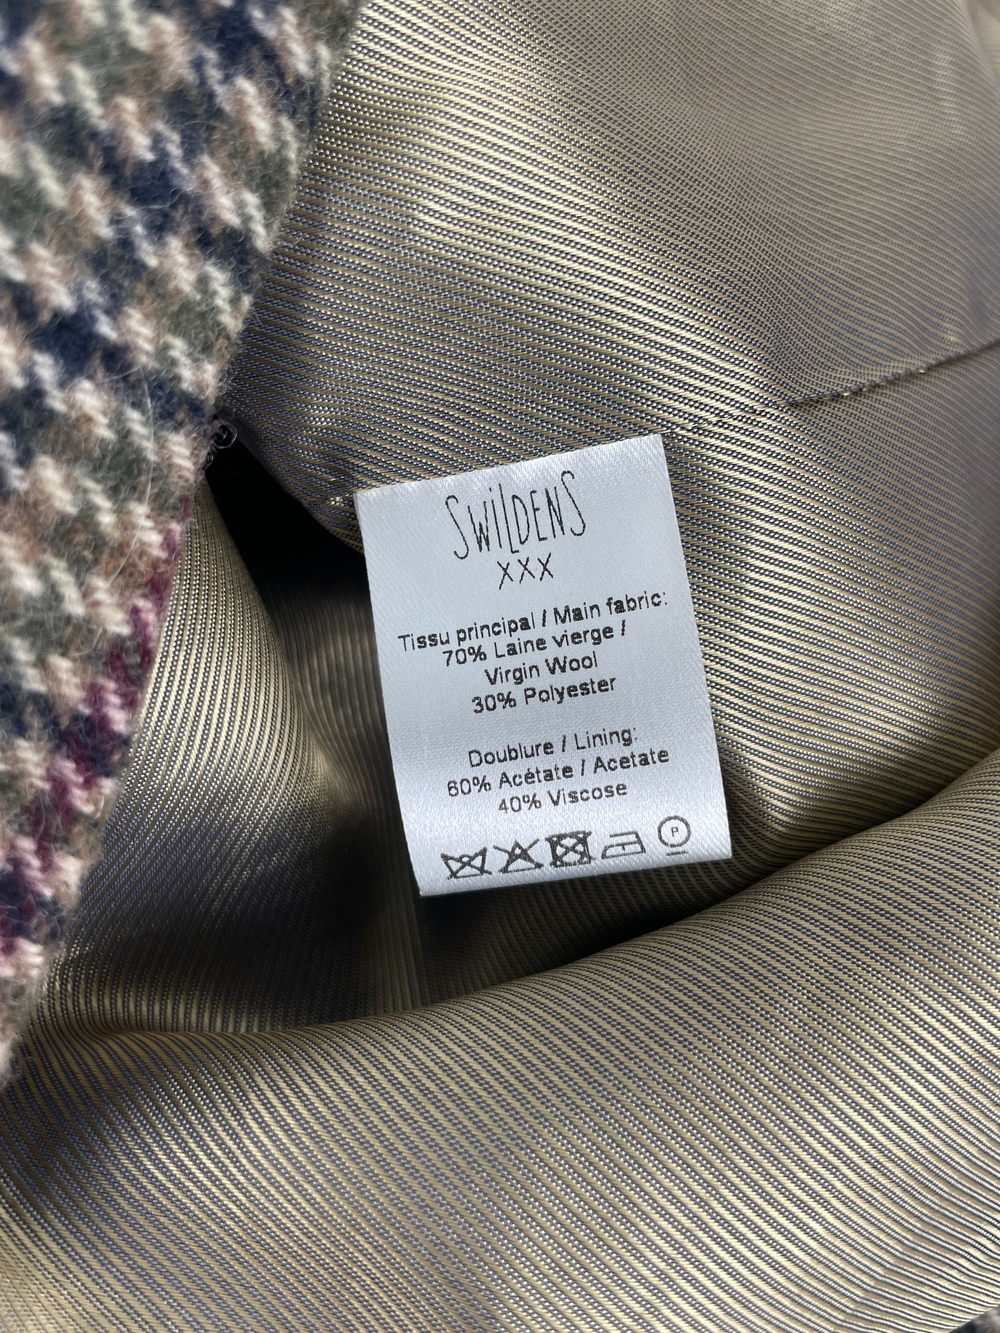 SWiLDENS
XXX
Tissu principal / Main fabric:
70% Laine vierge /
Virgin Wool
30% Polyester
Doublure / Lining:
60% Acétate / Acetate
40% Viscose
P